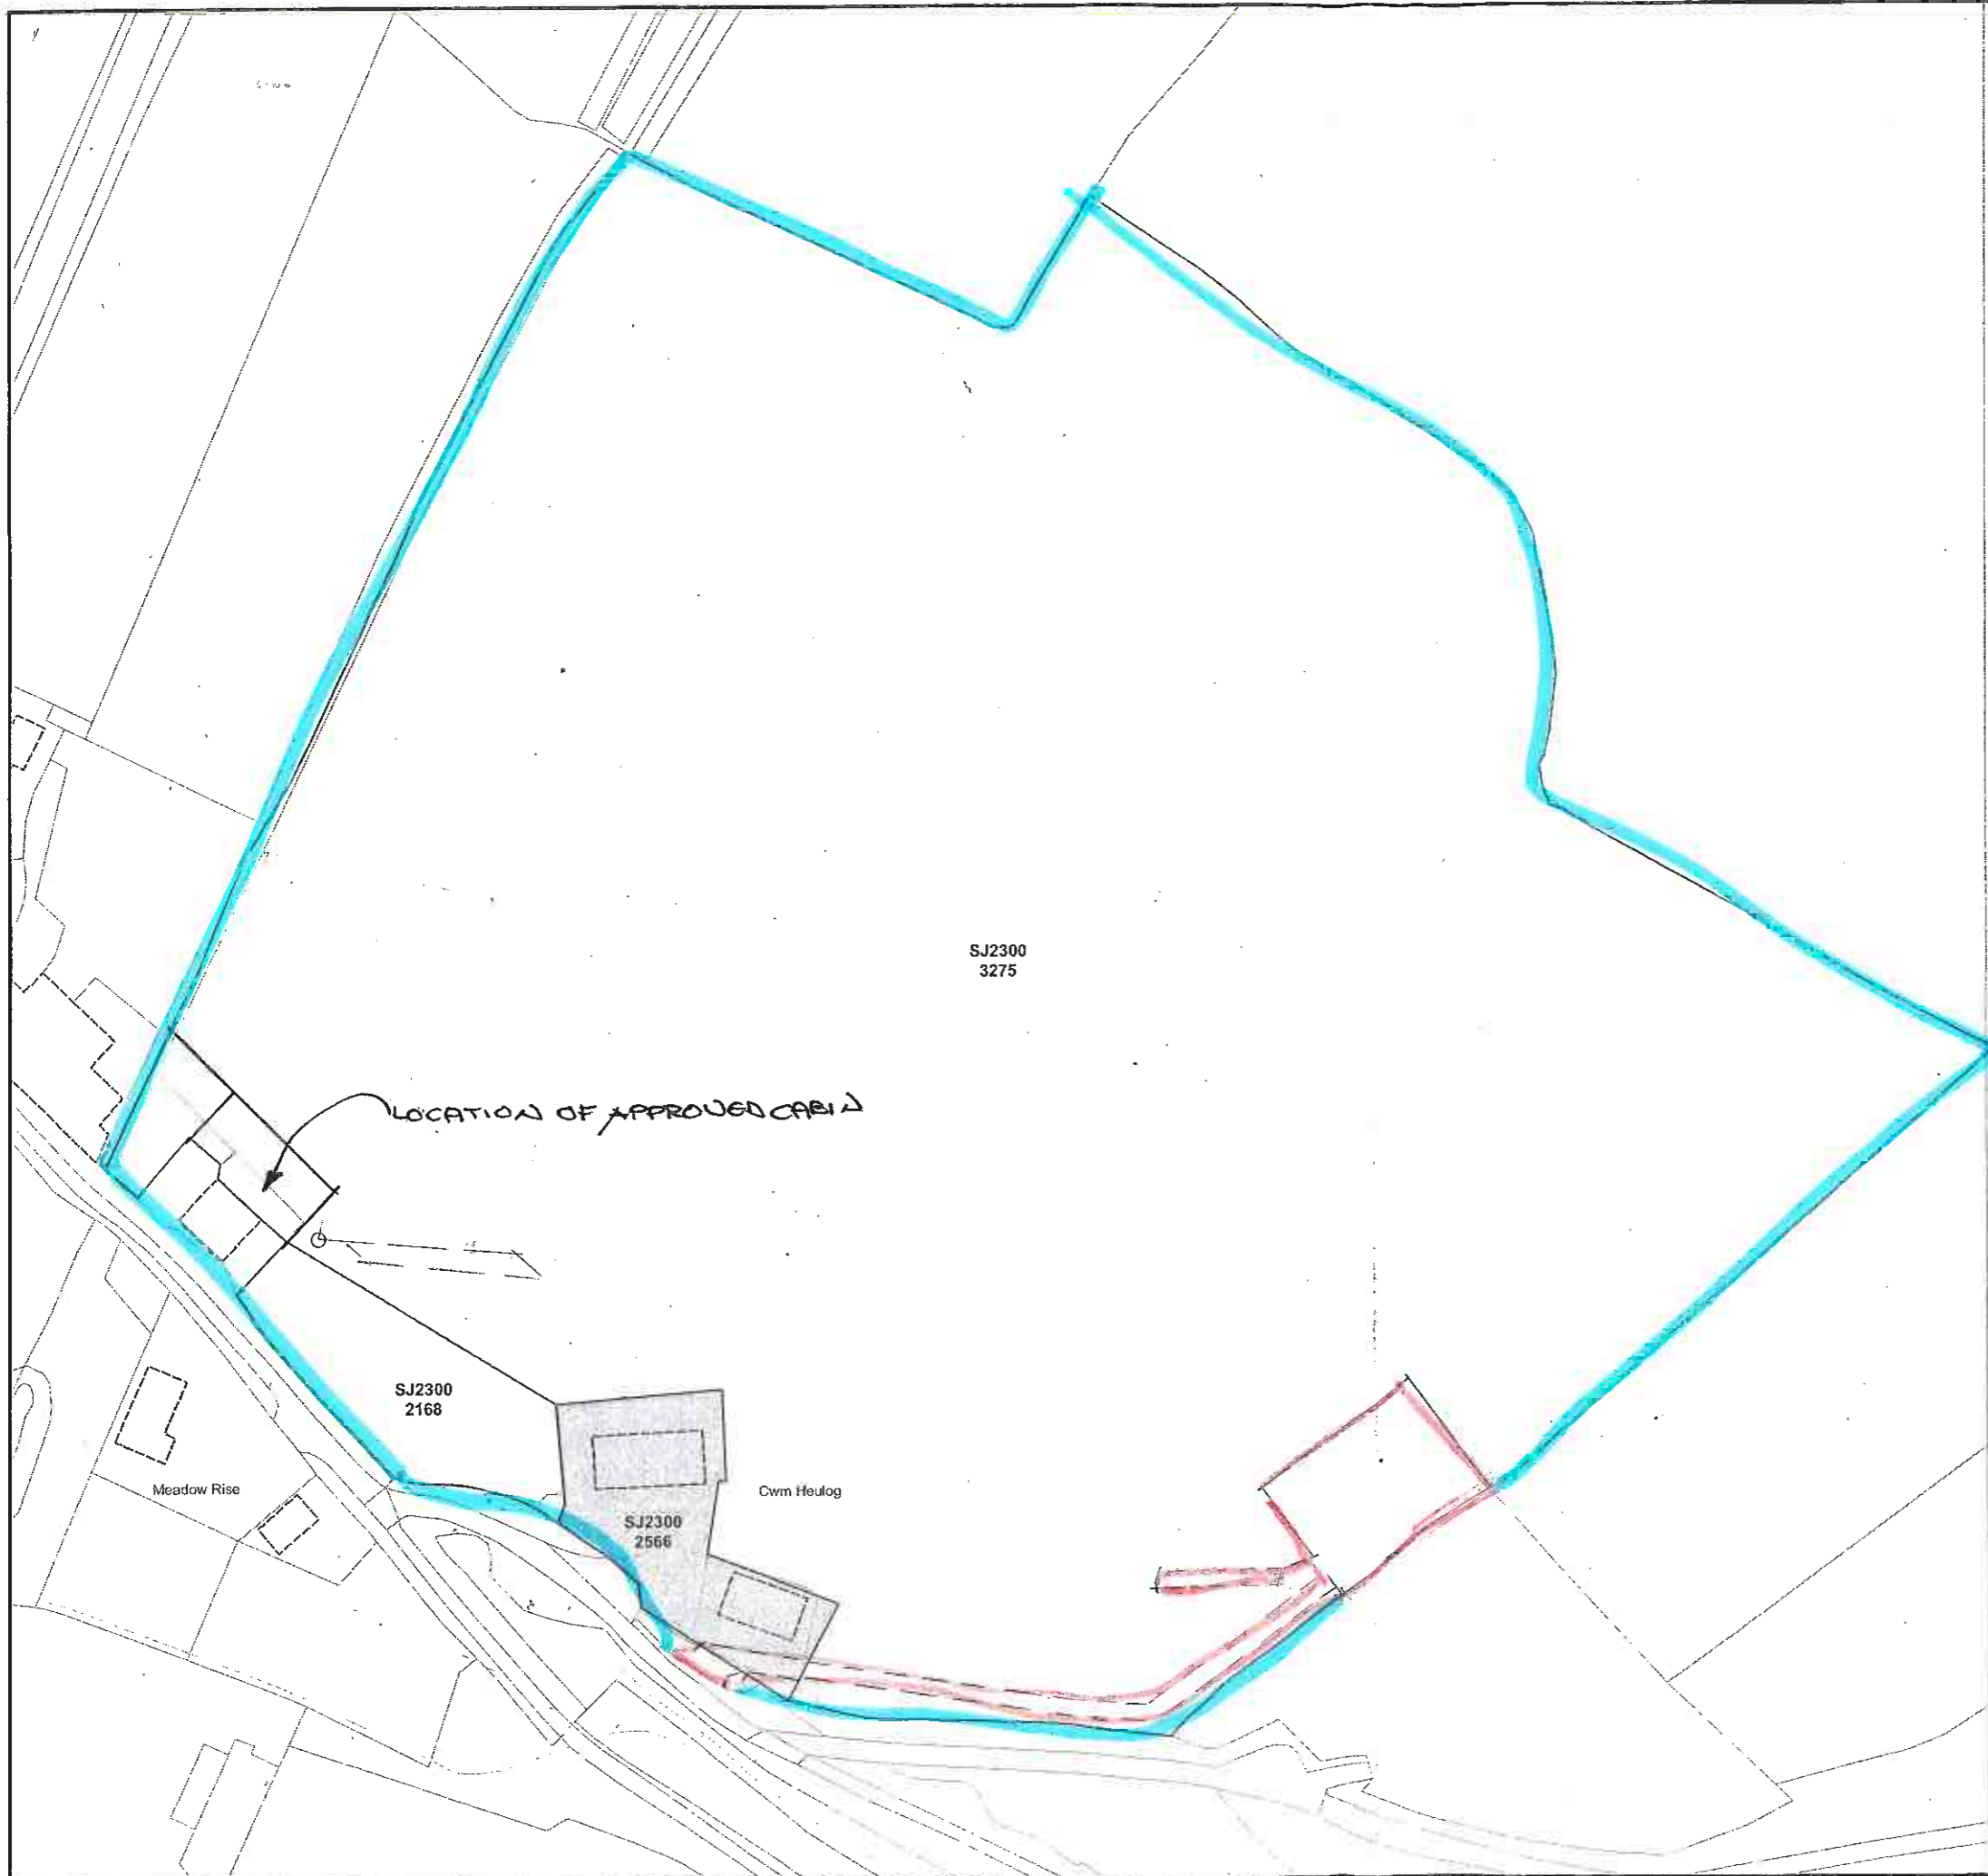 SJ2300
3275
LOCATION OF APPROVED CABIN
SJ2300
2168
Meadow Rise
Cwm Heulog
SJ2300
2566